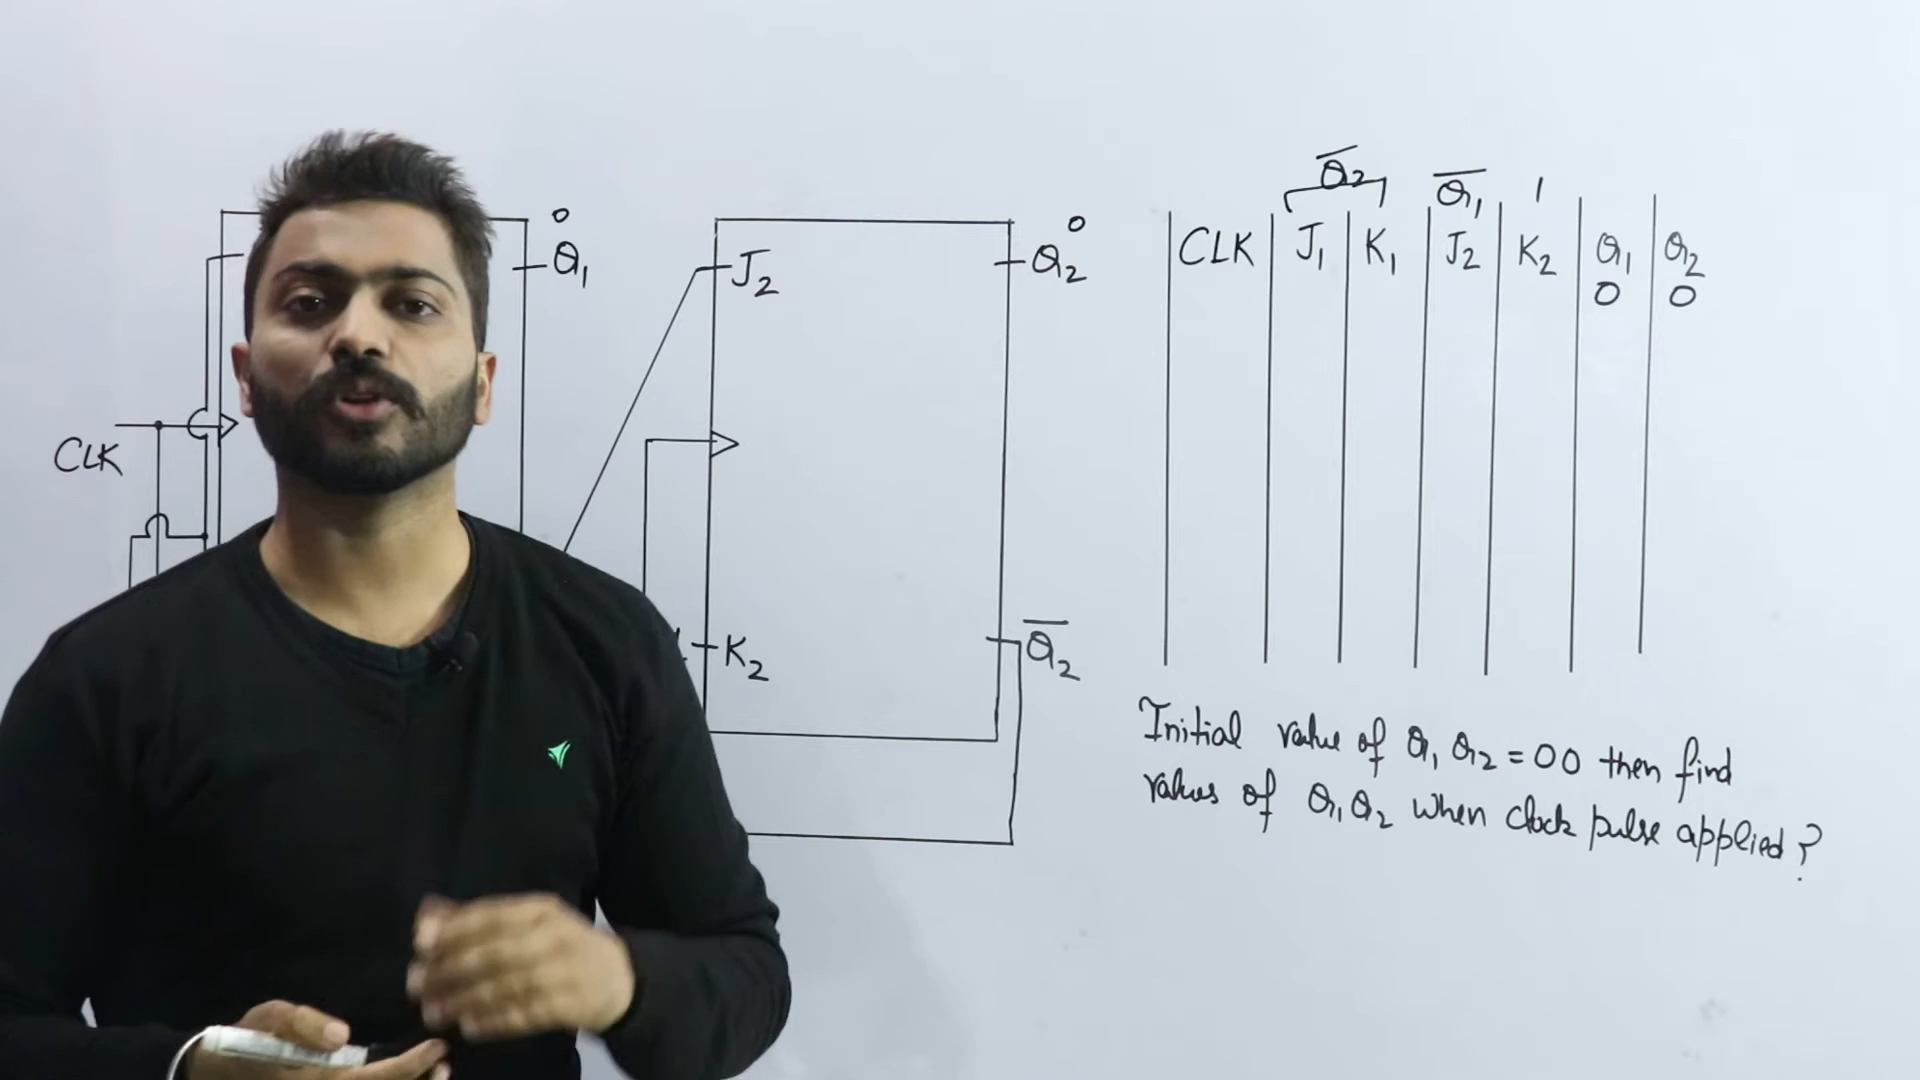 0
Q₁
CLK
J₂
0
Q₂
K₂
Q̅₂
Q̅₂ Q̅₁ 1
CLK J₁ K₁ J₂ K₂ Q₁ Q₂
0 0
Initial value of Q₁ Q₂ = 00 then find
values of Q₁ Q₂ when clock pulse applied?